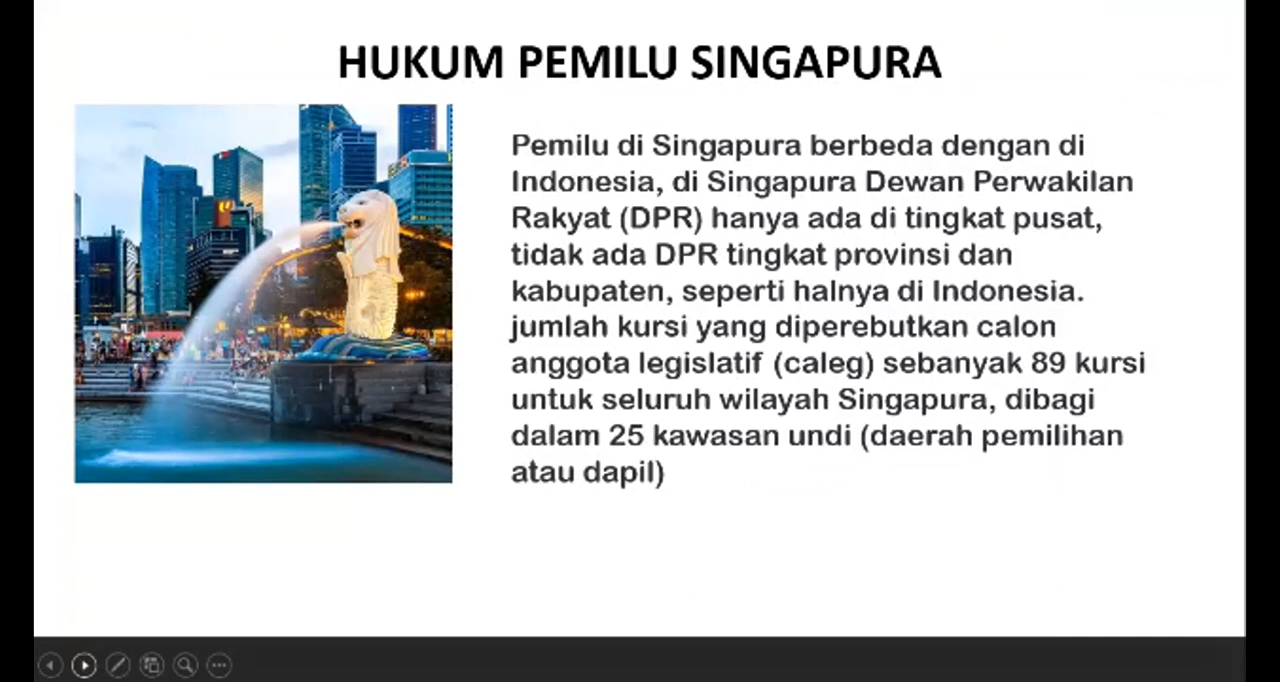 HUKUM PEMILU SINGAPURA
Pemilu di Singapura berbeda dengan di
Indonesia, di Singapura Dewan Perwakilan
Rakyat (DPR) hanya ada di tingkat pusat,
tidak ada DPR tingkat provinsi dan
kabupaten, seperti halnya di Indonesia.
jumlah kursi yang diperebutkan calon
anggota legislatif (caleg) sebanyak 89 kursi
untuk seluruh wilayah Singapura, dibagi
dalam 25 kawasan undi (daerah pemilihan
atau dapil)